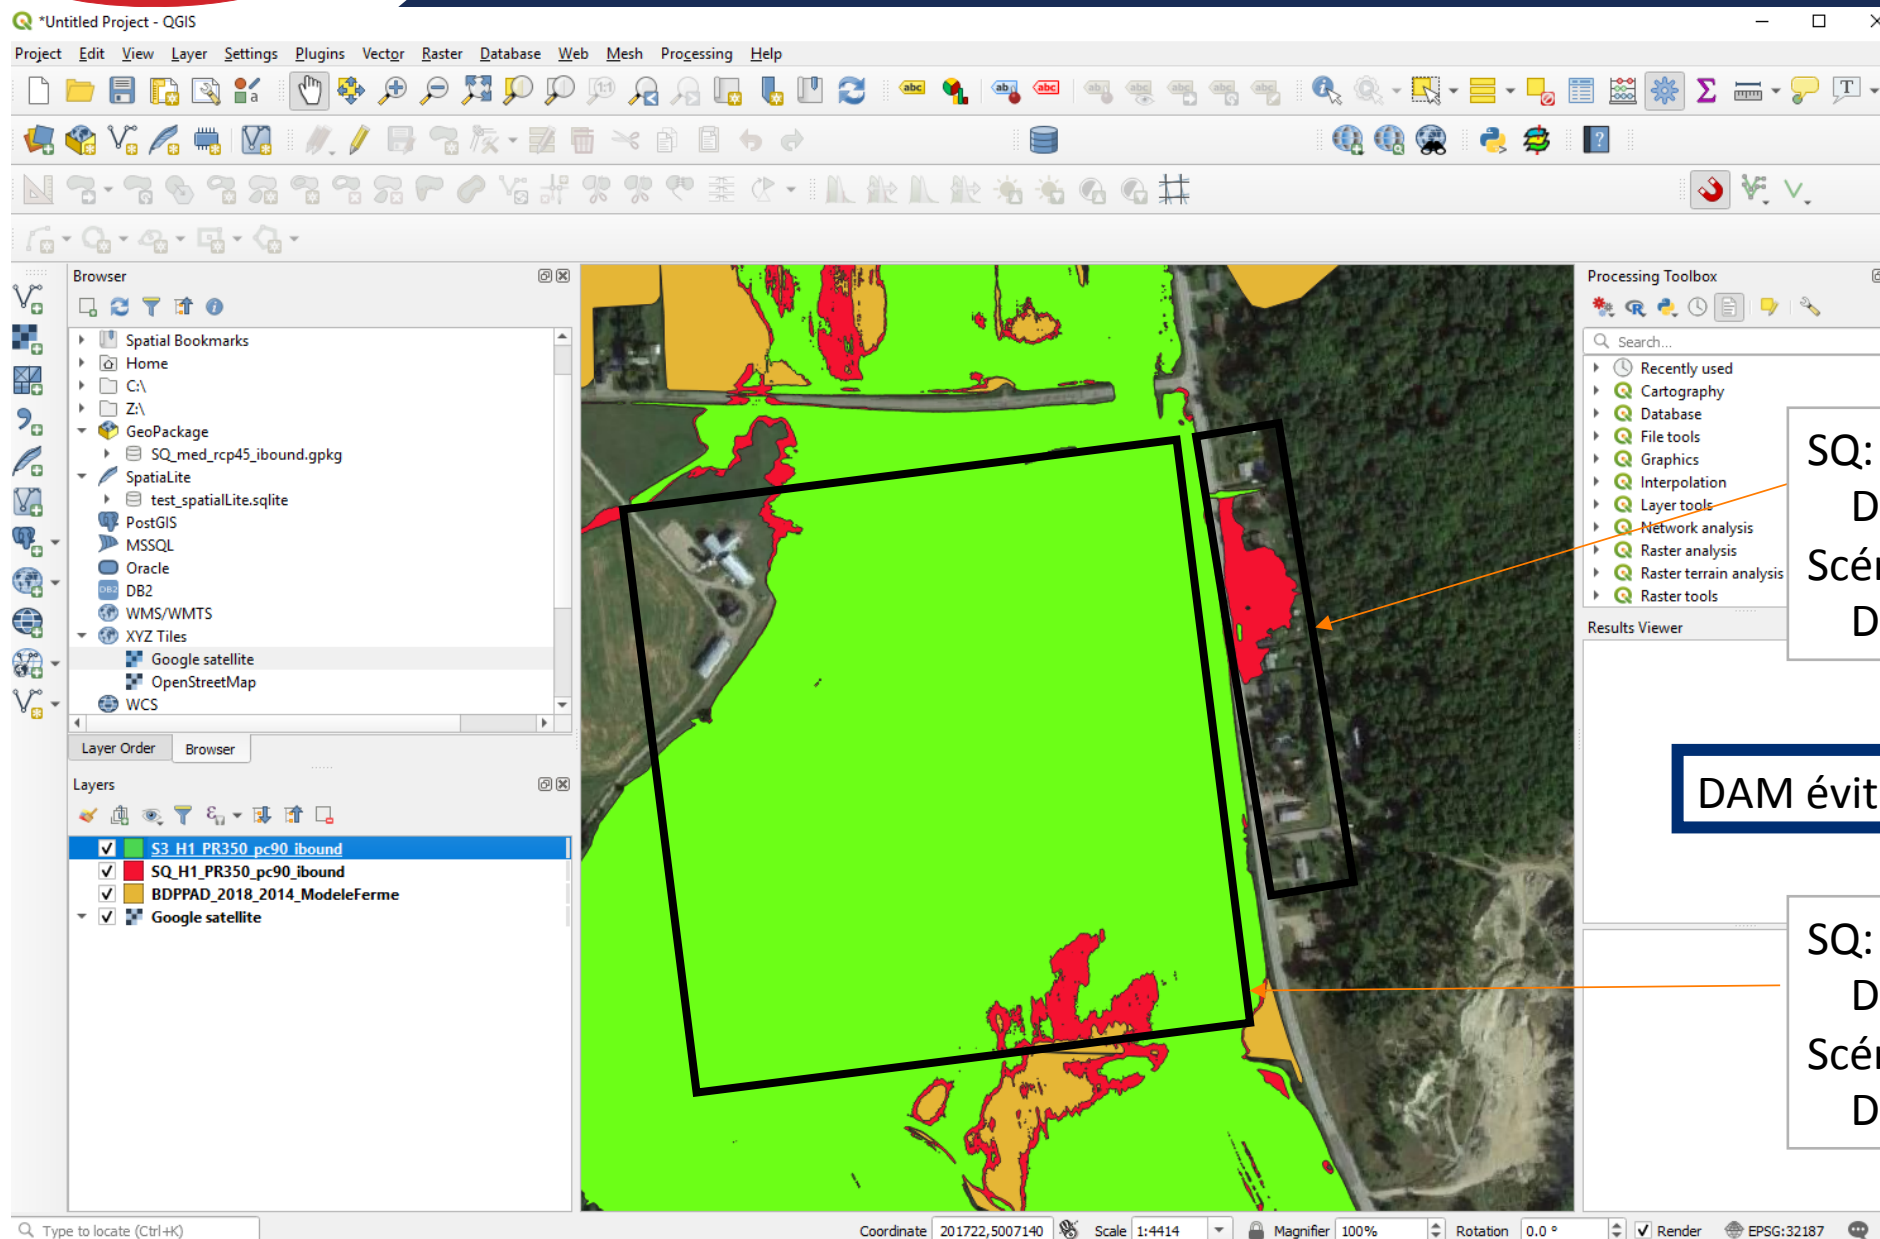 *Untitled Project - QGIS
Project Edit View Layer Settings Plugins Vector Raster Database Web Mesh Processing Help
Browser
Spatial Bookmarks
Home
C:\
Z:\
GeoPackage
SQ_med_rcp45_ibound.gpkg
SpatiaLite
test_spatialLite.sqlite
PostGIS
MSSQL
Oracle
DB2
WMS/WMTS
XYZ Tiles
Google satellite
OpenStreetMap
WCS
Layer Order Browser
Layers
S3_H1_PR350_pc90_ibound
SQ_H1_PR350_pc90_ibound
BDPPAD_2018_2014_ModeleFerme
Google satellite
Processing Toolbox
Search...
Recently used
Cartography
Database
File tools
Graphics
Interpolation
Layer tools
Network analysis
Raster analysis
Raster terrain analysis
Raster tools
Results Viewer
SQ:
D
Scé
D
DAM évit
SQ:
D
Scé
D
Type to locate (Ctrl+K)
Coordinate 201722,5007140 Scale 1:4414 Magnifier 100% Rotation 0.0 ° Render EPSG:32187